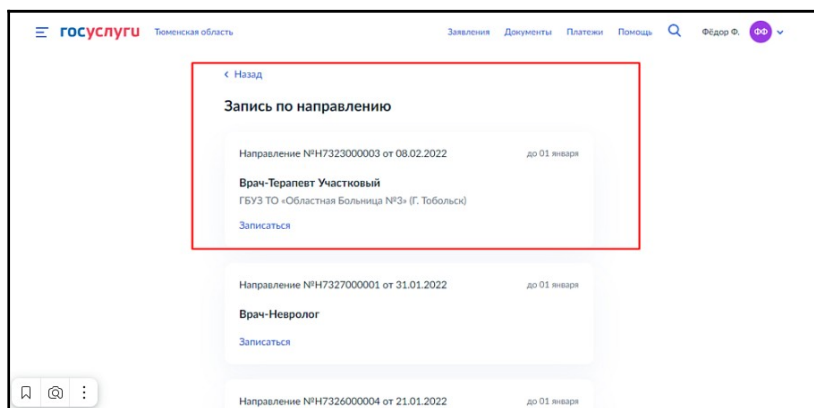 госуслуги Тюменская область Заявления Документы Платежи Помощь Фёдор Ф. ФФ
Назад
Запись по направлению
Направление №Н7323000003 от 08.02.2022 до 01 января
Врач-Терапевт Участковый
ГБУЗ ТО «Областная Больница №3» (Г. Тобольск)
Записаться
Направление №Н7327000001 от 31.01.2022 до 01 января
Врач-Невролог
Записаться
Направление №Н7326000004 от 21.01.2022 до 01 января